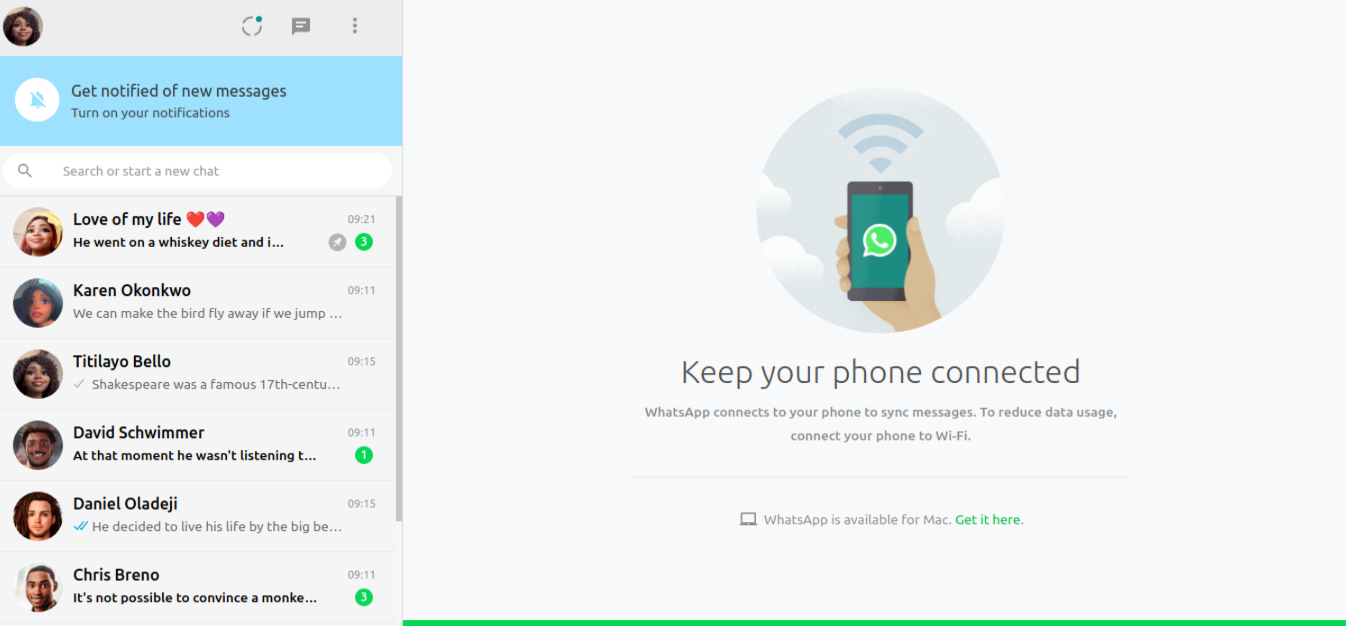 Get notified of new messages
Turn on your notifications
Search or start a new chat
Love of my life ❤️💜 09:21
He went on a whiskey diet and i... 3
Karen Okonkwo 09:11
We can make the bird fly away if we jump ...
Titilayo Bello 09:15
Shakespeare was a famous 17th-centu...
David Schwimmer 09:11
At that moment he wasn't listening t... 1
Daniel Oladeji 09:15
He decided to live his life by the big be...
Chris Breno 09:11
It's not possible to convince a monke... 3
Keep your phone connected
WhatsApp connects to your phone to sync messages. To reduce data usage,
connect your phone to Wi-Fi.
WhatsApp is available for Mac. Get it here.